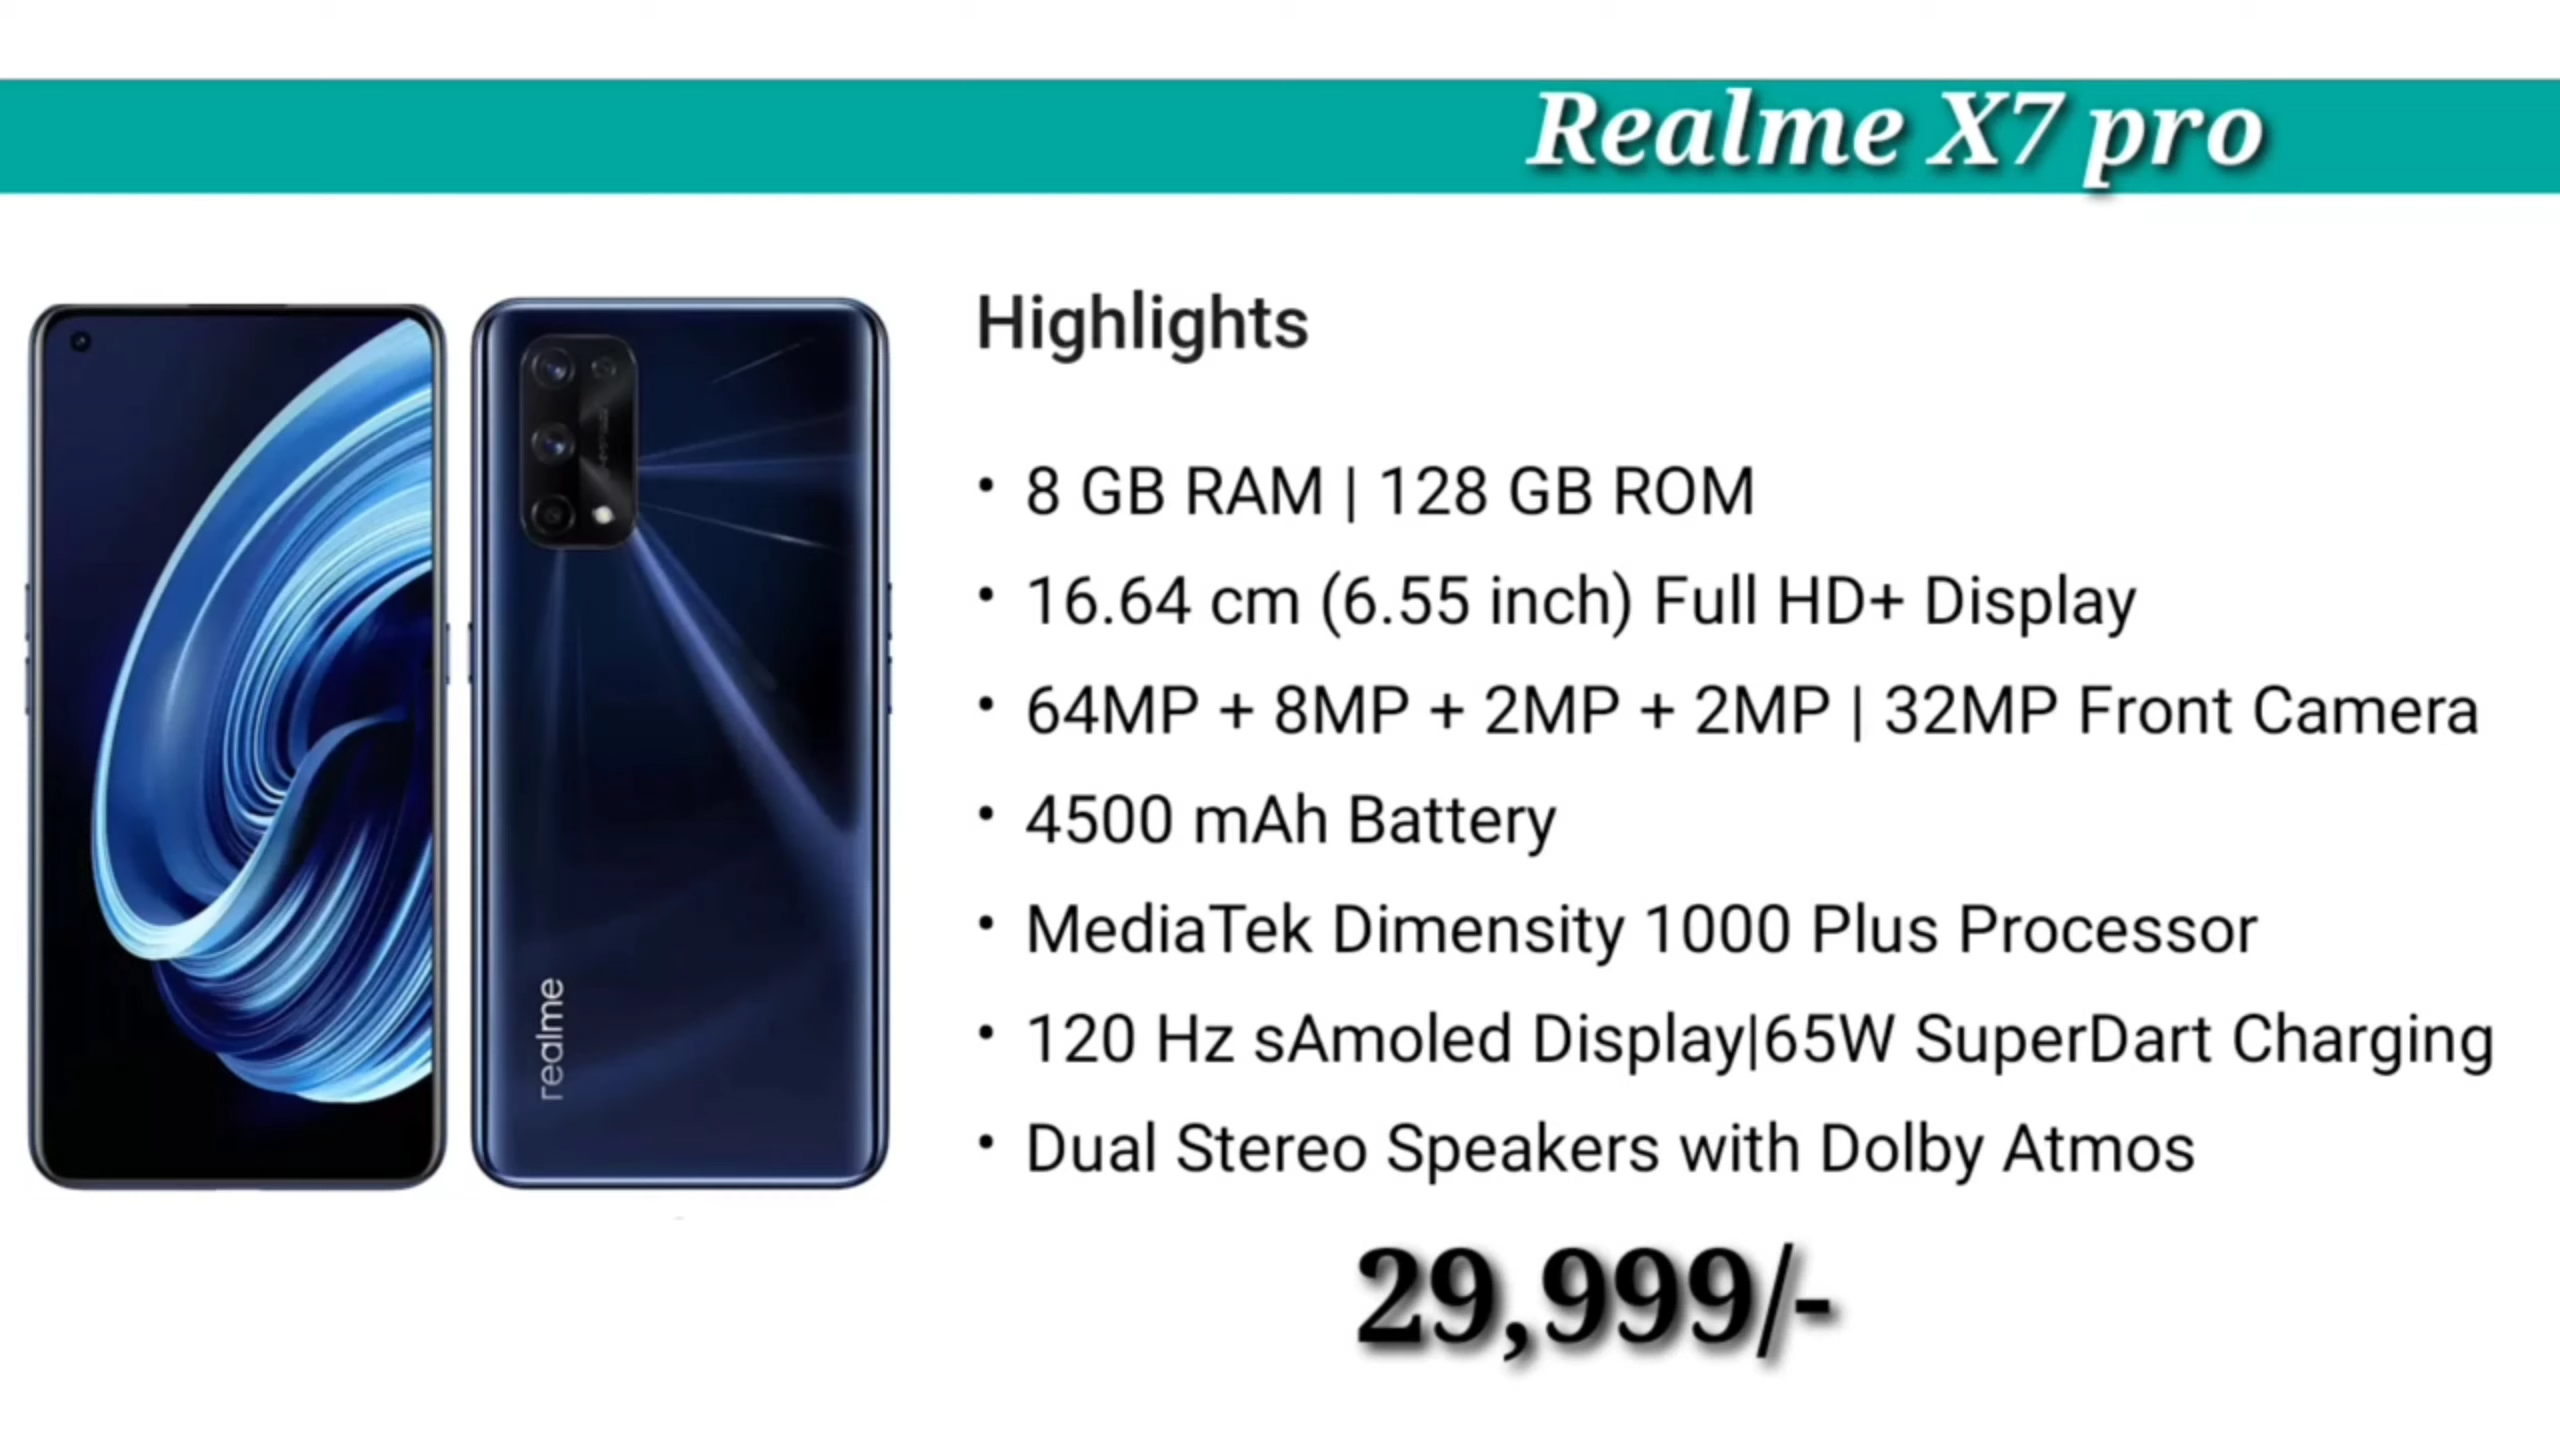 Realme X7 pro
Highlights
• 8 GB RAM | 128 GB ROM
• 16.64 cm (6.55 inch) Full HD+ Display
• 64MP + 8MP + 2MP + 2MP | 32MP Front Camera
• 4500 mAh Battery
• MediaTek Dimensity 1000 Plus Processor
• 120 Hz sAmoled Display|65W SuperDart Charging
• Dual Stereo Speakers with Dolby Atmos
29,999/-
realme